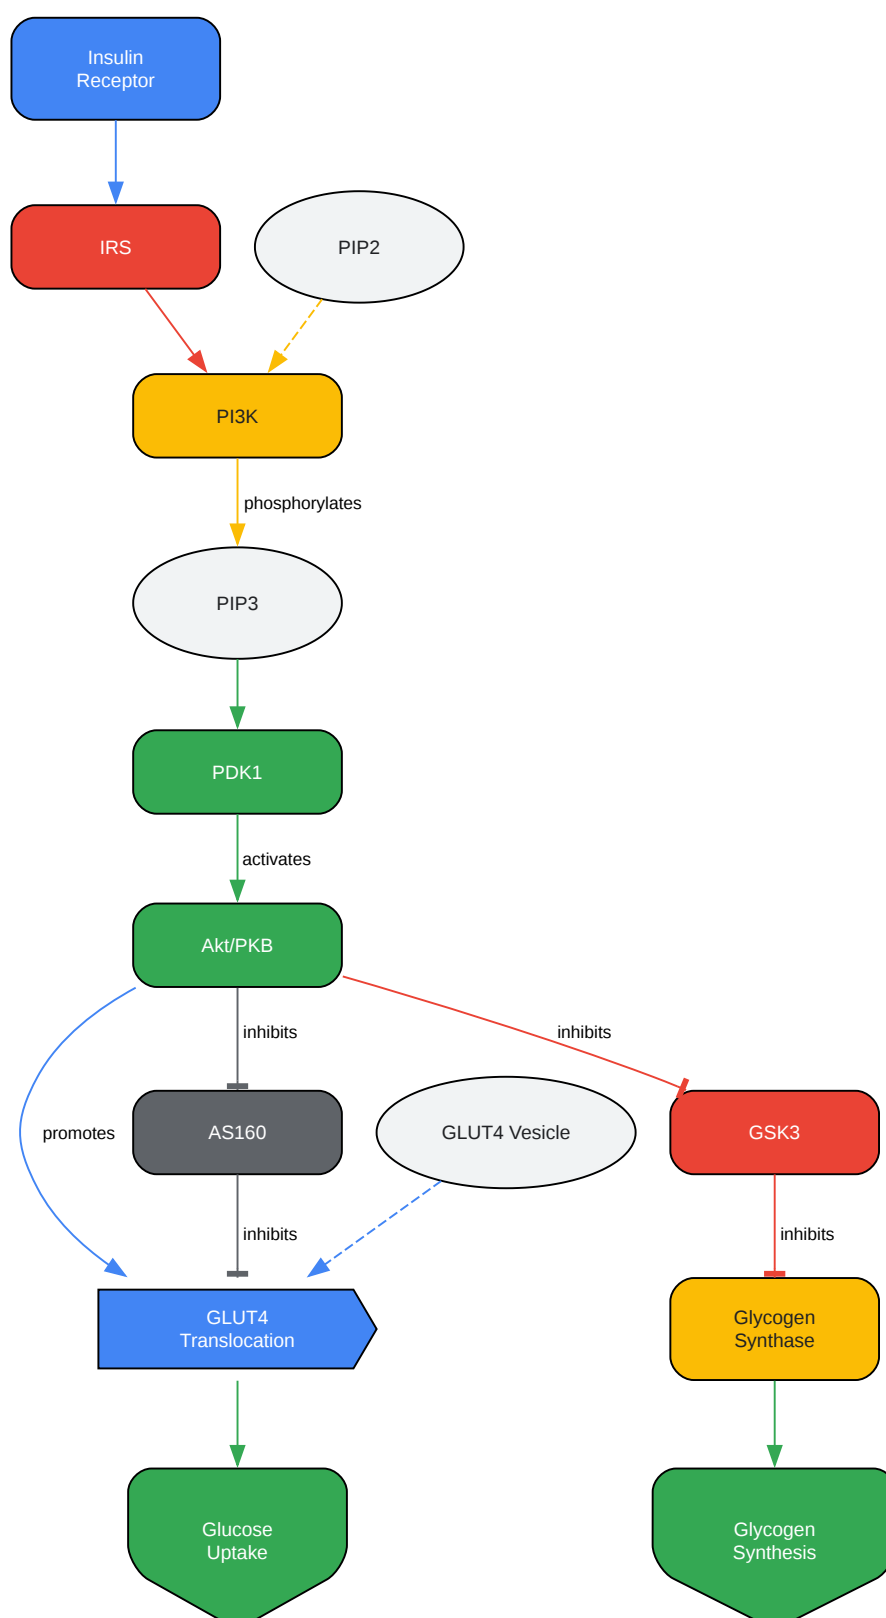 Insulin
Receptor
IRS
PIP2
PI3K
phosphorylates
PIP3
PDK1
activates
Akt/PKB
inhibits
inhibits
promotes
AS160
GLUT4 Vesicle
GSK3
inhibits
inhibits
GLUT4
Translocation
Glycogen
Synthase
Glucose
Uptake
Glycogen
Synthesis